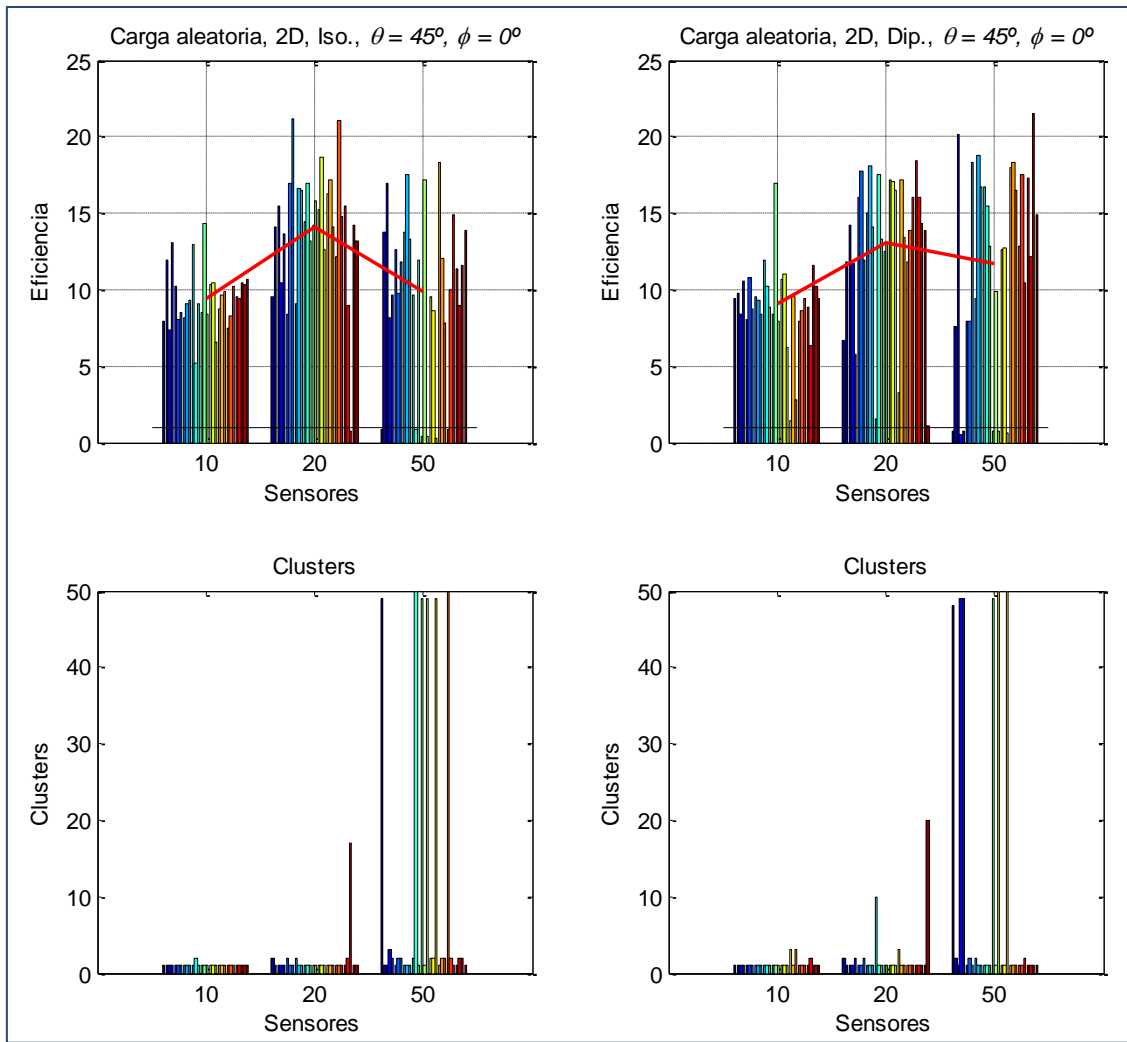 Carga aleatoria, 2D, Iso., θ = 45º, ϕ = 0º
25
20
15
10
5
0
Eficiencia
10 20 50
Sensores
Carga aleatoria, 2D, Dip., θ = 45º, ϕ = 0º
25
20
15
10
5
0
Eficiencia
10 20 50
Sensores
Clusters
50
40
30
20
10
0
Clusters
10 20 50
Sensores
Clusters
50
40
30
20
10
0
Clusters
10 20 50
Sensores